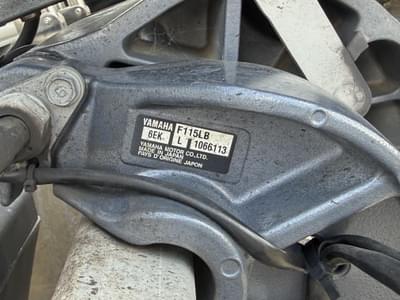 YAMAHA F115LB
6EK L 1066113
YAMAHA MOTOR CO., LTD.
MADE IN JAPAN
PAYS D'ORIGINE JAPON